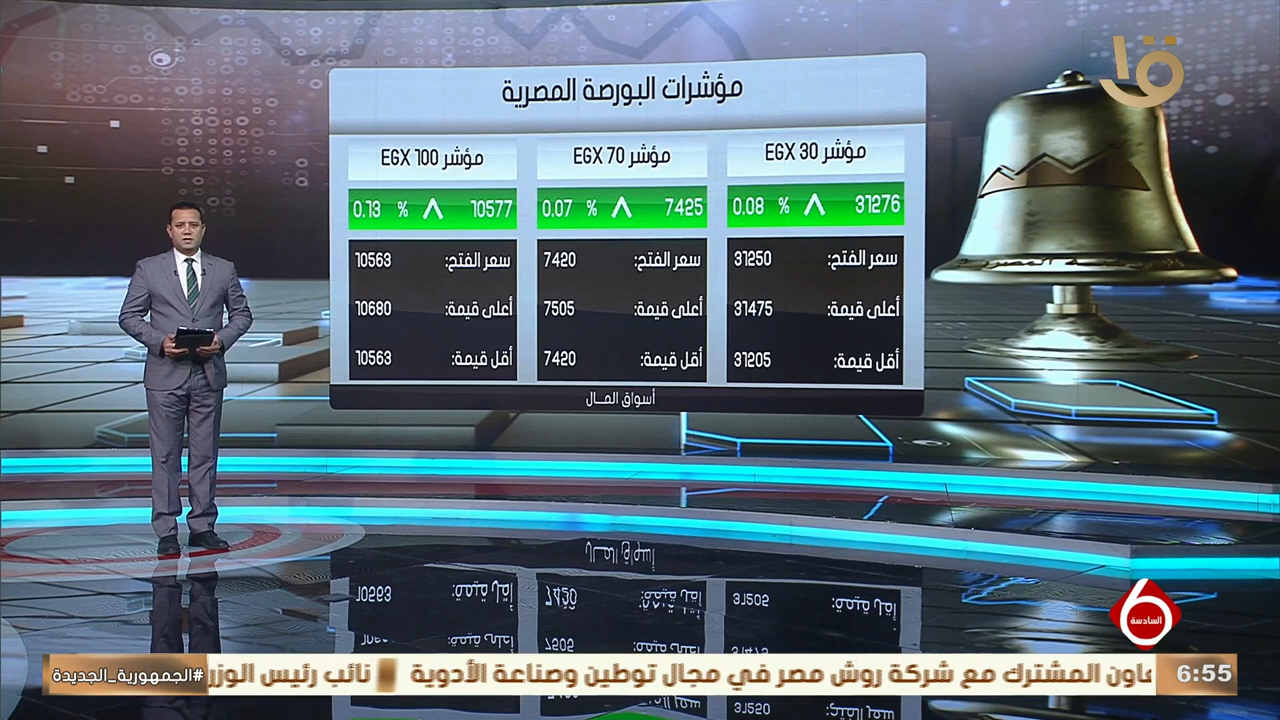 مؤشرات البورصة المصرية
مؤشر EGX 30
31276 0.08 %
سعر الفتح: 31250
أعلى قيمة: 31475
أقل قيمة: 31205
مؤشر EGX 70
7425 0.07 %
سعر الفتح: 7420
أعلى قيمة: 7505
أقل قيمة: 7420
مؤشر EGX 100
10577 0.13 %
سعر الفتح: 10563
أعلى قيمة: 10680
أقل قيمة: 10563
أسواق المـال
6
السادسة
6:55
المشترك مع شركة روش مصر في مجال توطين وصناعة الأدوية
نائب رئيس
#الجمهورية_الجديدة